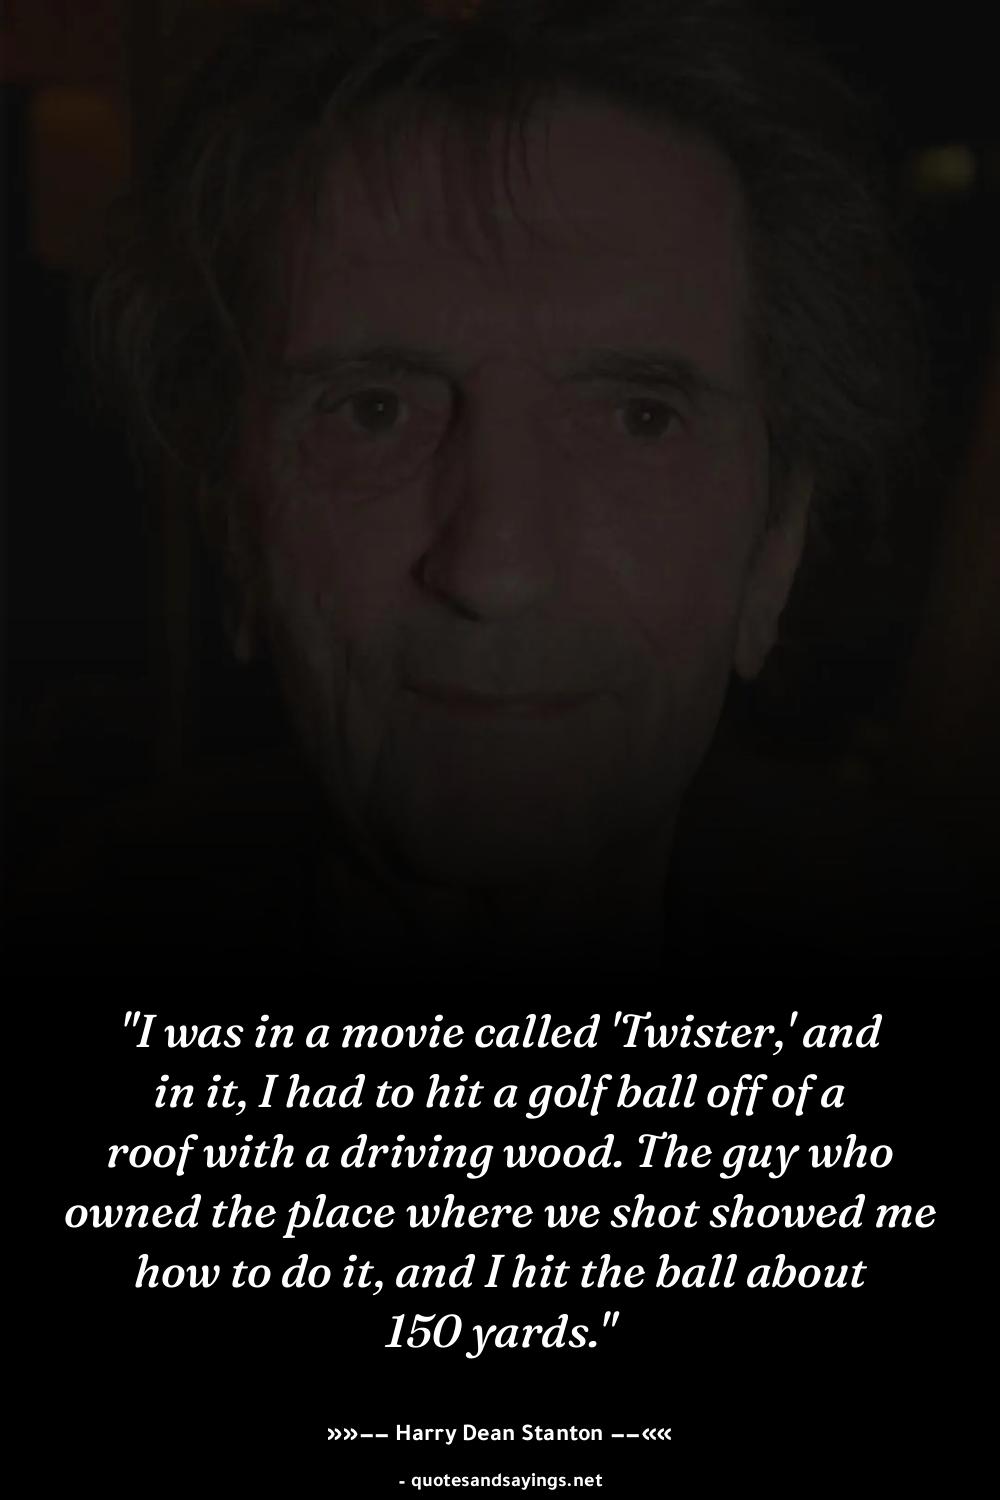 "I was in a movie called 'Twister,' and
in it, I had to hit a golf ball off of a
roof with a driving wood. The guy who
owned the place where we shot showed me
how to do it, and I hit the ball about
150 yards."
»»–– Harry Dean Stanton ––««
- quotesandsayings.net